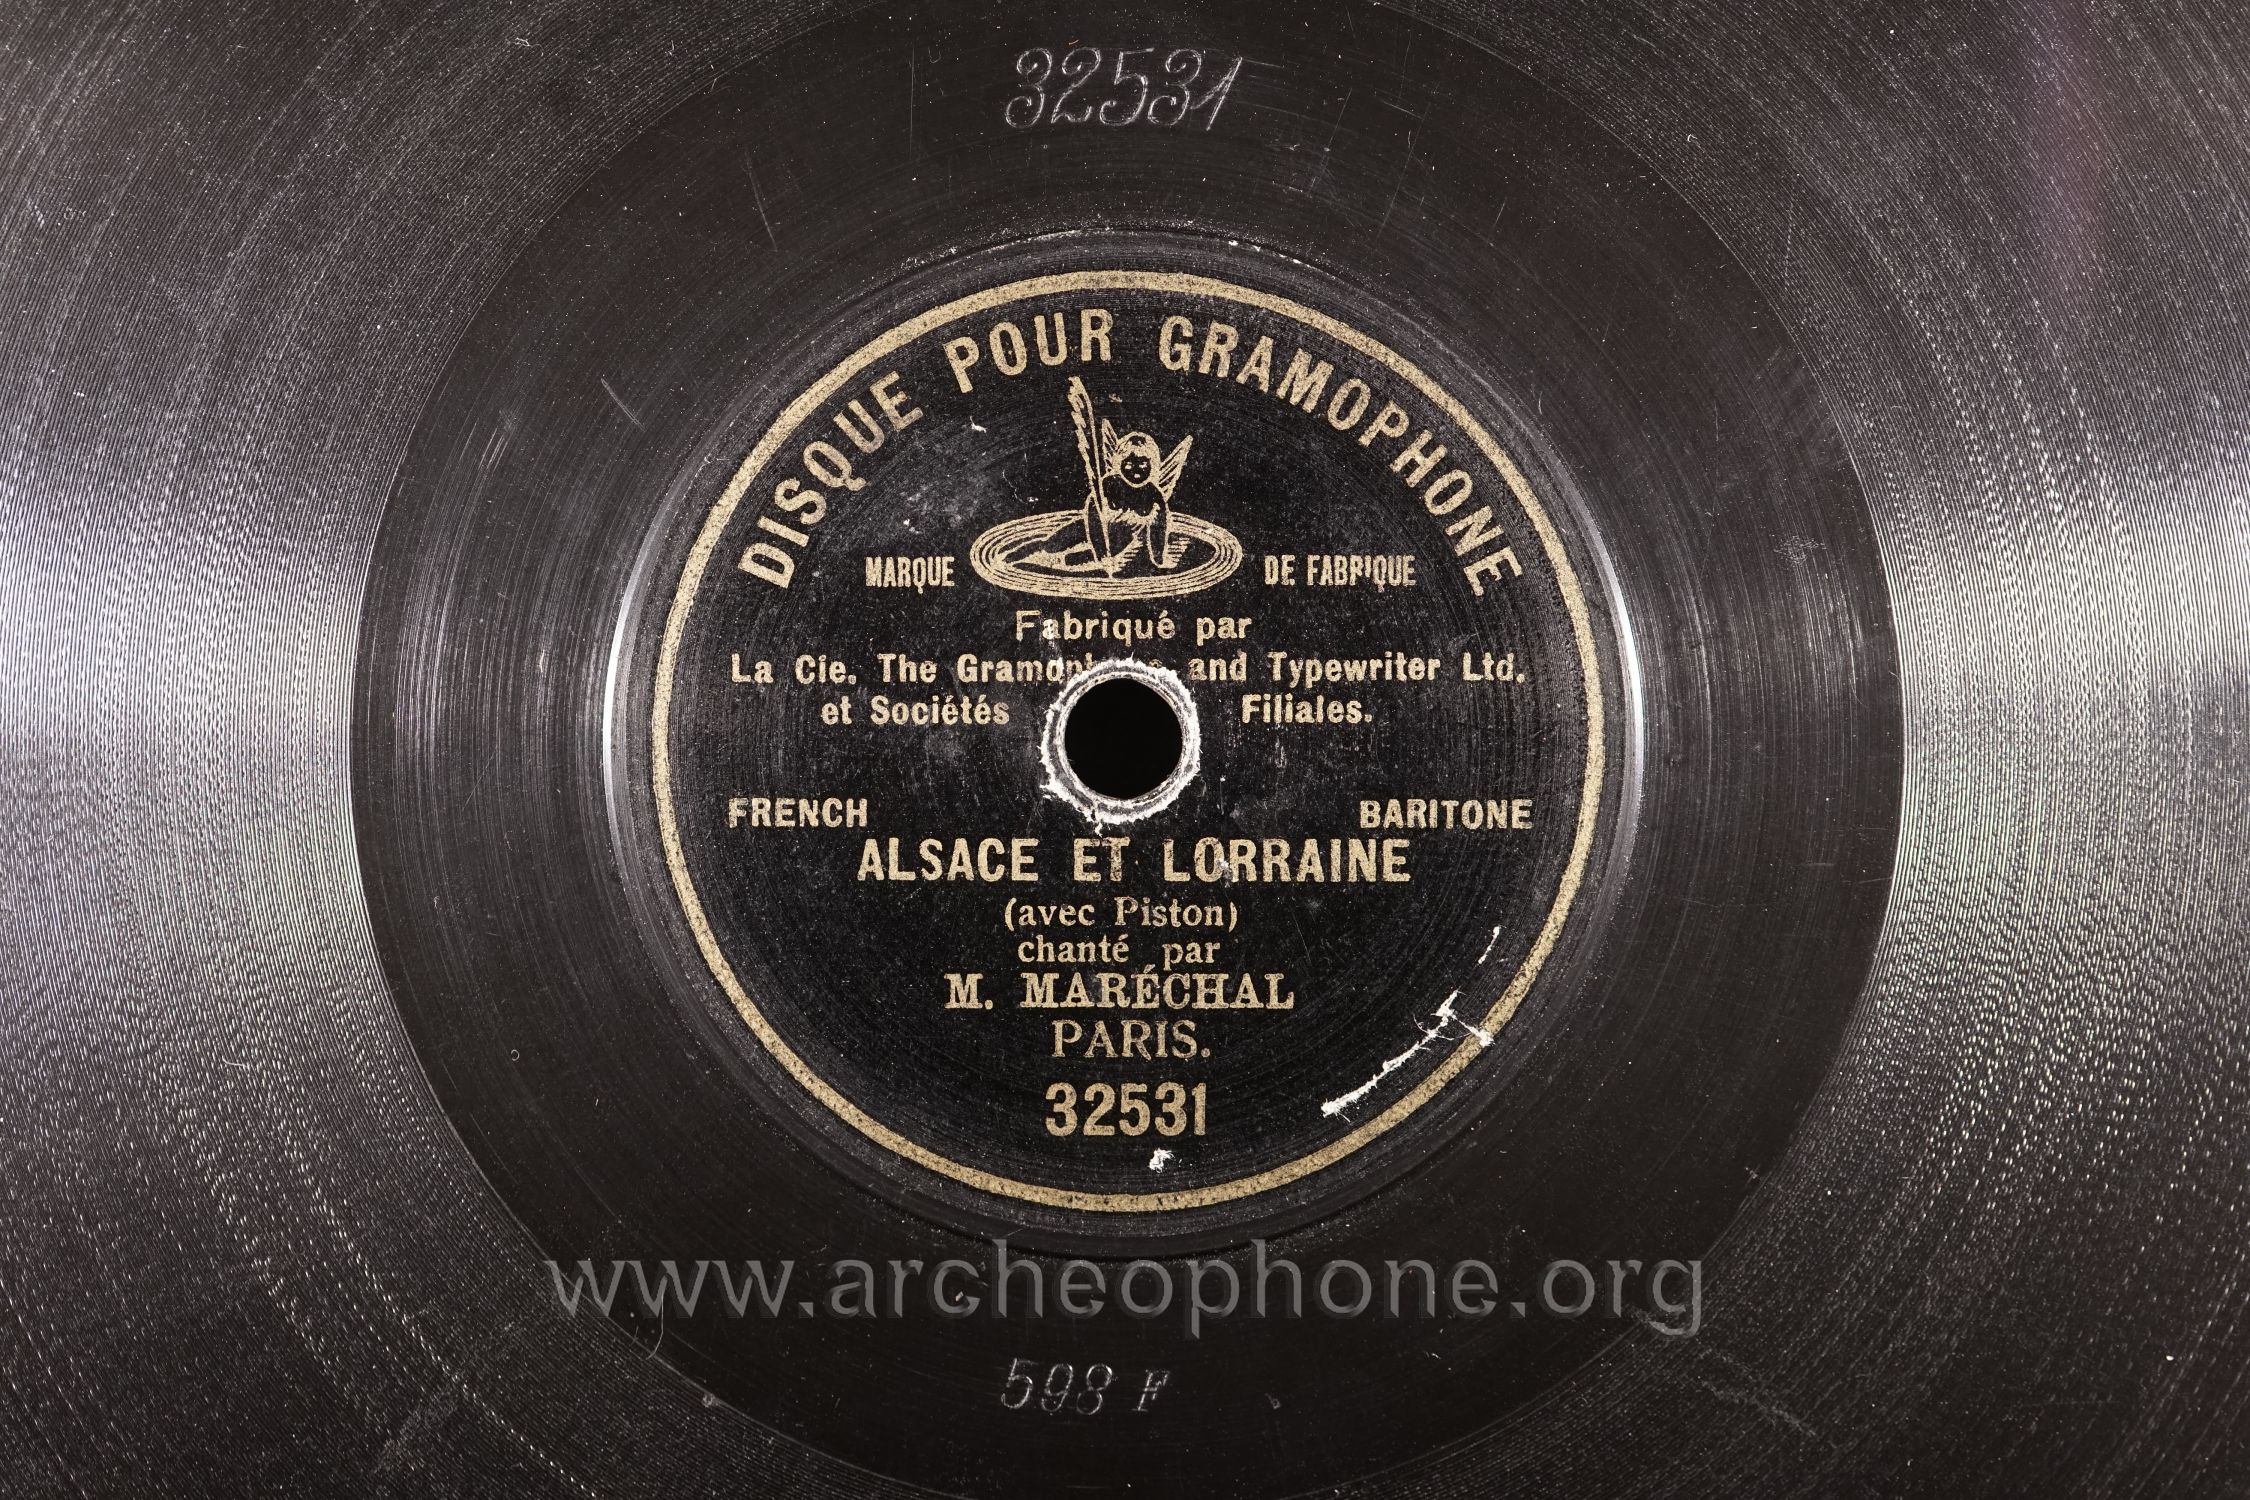 32531
DISQUE POUR GRAMOPHONE
MARQUE DE FABRIQUE
Fabriqué par
La Cie. The Gramophone and Typewriter Ltd.
et Sociétés Filiales.
FRENCH BARITONE
ALSACE ET LORRAINE
(avec Piston)
chanté par
M. MARÉCHAL
PARIS.
32531
www.archeophone.org
598 F